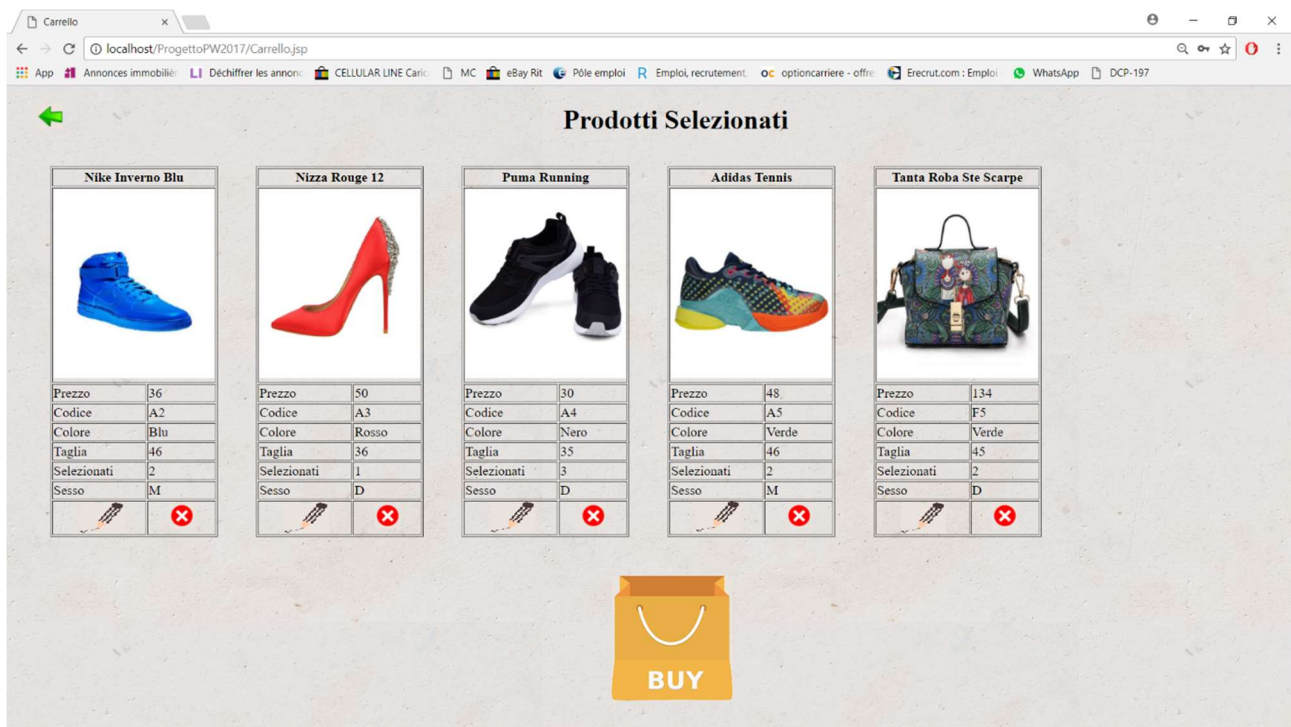 Carrello
localhost/ProgettoPW2017/Carrello.jsp
App Annonces immobiliè Déchiffrer les annonc CELLULAR LINE Caric MC eBay Rit Pôle emploi Emploi, recrutement, optioncarriere - offre Erecrut.com : Emploi WhatsApp DCP-197
Prodotti Selezionati
Nike Inverno Blu
Prezzo 36
Codice A2
Colore Blu
Taglia 46
Selezionati 2
Sesso M
Nizza Rouge 12
Prezzo 50
Codice A3
Colore Rosso
Taglia 36
Selezionati 1
Sesso D
Puma Running
Prezzo 30
Codice A4
Colore Nero
Taglia 35
Selezionati 3
Sesso D
Adidas Tennis
Prezzo 48
Codice A5
Colore Verde
Taglia 46
Selezionati 2
Sesso M
Tanta Roba Ste Scarpe
Prezzo 134
Codice F5
Colore Verde
Taglia 45
Selezionati 2
Sesso D
BUY